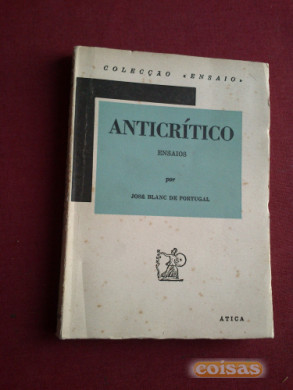 COLECÇÃO «ENSAIO»
ANTICRÍTICO
ENSAIOS
por
JOSÉ BLANC DE PORTUGAL
ÁTICA
coisas